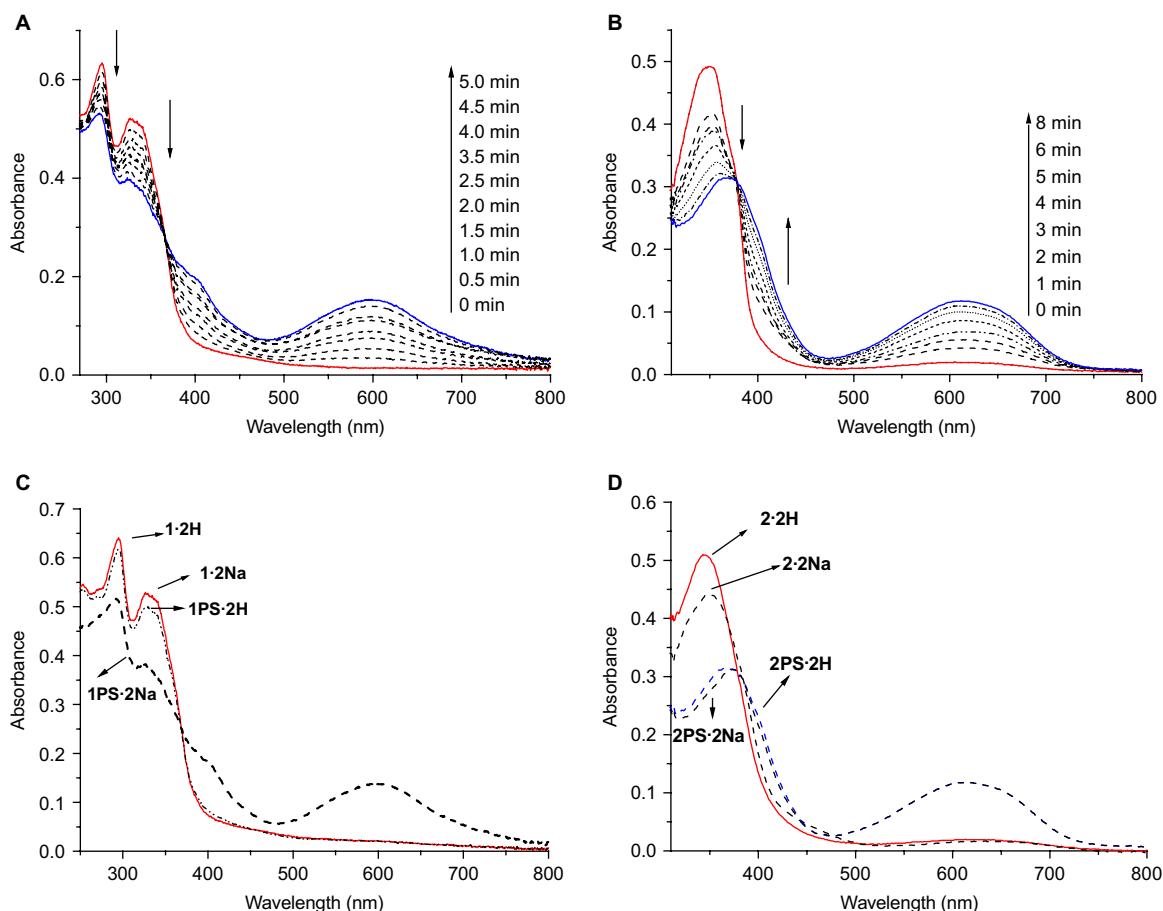 A
Absorbance
0.6
0.4
0.2
0.0
300
400
500
600
700
800
Wavelength (nm)
5.0 min
4.5 min
4.0 min
3.5 min
2.5 min
2.0 min
1.5 min
1.0 min
0.5 min
0 min
B
Absorbance
0.5
0.4
0.3
0.2
0.1
0.0
400
500
600
700
800
Wavelength (nm)
8 min
6 min
5 min
4 min
3 min
2 min
1 min
0 min
C
Absorbance
0.7
0.6
0.5
0.4
0.3
0.2
0.1
0.0
300
400
500
600
700
800
Wavelength (nm)
1·2H
1·2Na
1PS·2H
1PS·2Na
D
Absorbance
0.6
0.5
0.4
0.3
0.2
0.1
0.0
400
500
600
700
800
Wavelength (nm)
2·2H
2·2Na
2PS·2H
2PS·2Na